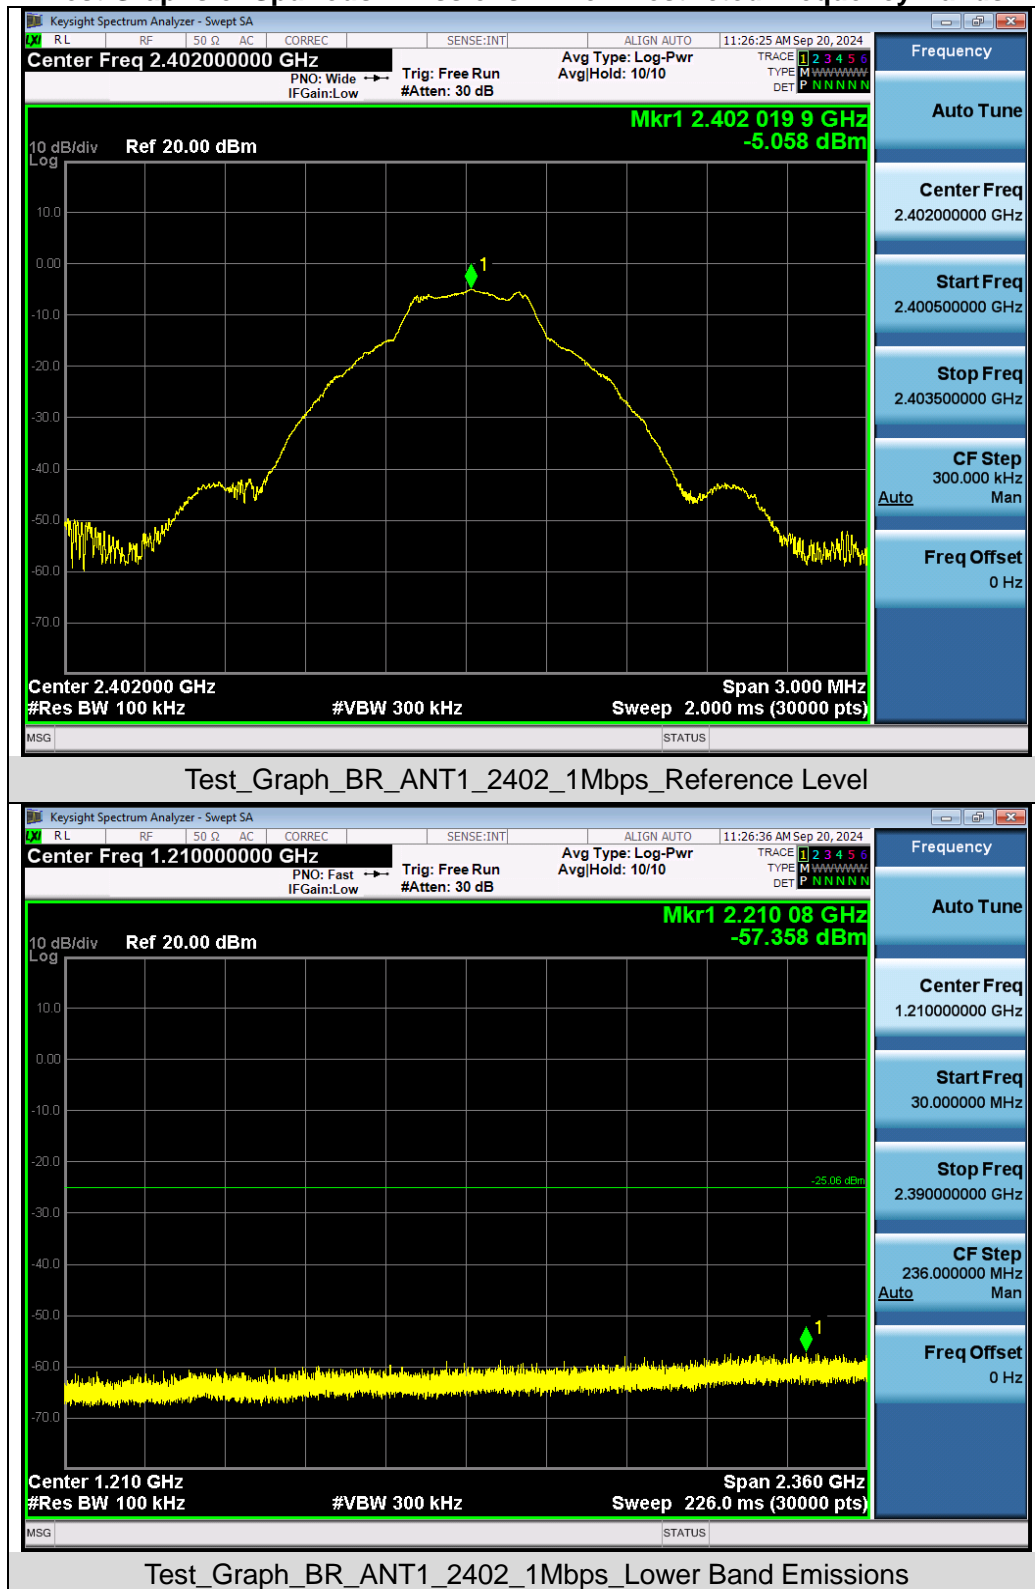 Keysight Spectrum Analyzer - Swept SA
LXI RL RF 50 Ω AC CORREC SENSE:INT ALIGN AUTO 11:26:25 AM Sep 20, 2024
Center Freq 2.402000000 GHz
PNO: Wide
IFGain:Low
Trig: Free Run
#Atten: 30 dB
Avg Type: Log-Pwr
Avg|Hold: 10/10
TRACE 1 2 3 4 5 6
TYPE M WWWWW
DET P N N N N N
Mkr1 2.402 019 9 GHz
-5.058 dBm
10 dB/div Ref 20.00 dBm
Log
10.0
0.00
-10.0
-20.0
-30.0
-40.0
-50.0
-60.0
-70.0
1
Center 2.402000 GHz Span 3.000 MHz
#Res BW 100 kHz #VBW 300 kHz Sweep 2.000 ms (30000 pts)
MSG STATUS
Frequency
Auto Tune
Center Freq
2.402000000 GHz
Start Freq
2.400500000 GHz
Stop Freq
2.403500000 GHz
CF Step
300.000 kHz
Auto Man
Freq Offset
0 Hz
Test_Graph_BR_ANT1_2402_1Mbps_Reference Level
Keysight Spectrum Analyzer - Swept SA
LXI RL RF 50 Ω AC CORREC SENSE:INT ALIGN AUTO 11:26:36 AM Sep 20, 2024
Center Freq 1.210000000 GHz
PNO: Fast
IFGain:Low
Trig: Free Run
#Atten: 30 dB
Avg Type: Log-Pwr
Avg|Hold: 10/10
TRACE 1 2 3 4 5 6
TYPE M WWWWW
DET P N N N N N
Mkr1 2.210 08 GHz
-57.358 dBm
10 dB/div Ref 20.00 dBm
Log
10.0
0.00
-10.0
-20.0
-30.0
-40.0
-50.0
-60.0
-70.0
-25.06 dBm
1
Center 1.210 GHz Span 2.360 GHz
#Res BW 100 kHz #VBW 300 kHz Sweep 226.0 ms (30000 pts)
MSG STATUS
Frequency
Auto Tune
Center Freq
1.210000000 GHz
Start Freq
30.000000 MHz
Stop Freq
2.390000000 GHz
CF Step
236.000000 MHz
Auto Man
Freq Offset
0 Hz
Test_Graph_BR_ANT1_2402_1Mbps_Lower Band Emissions